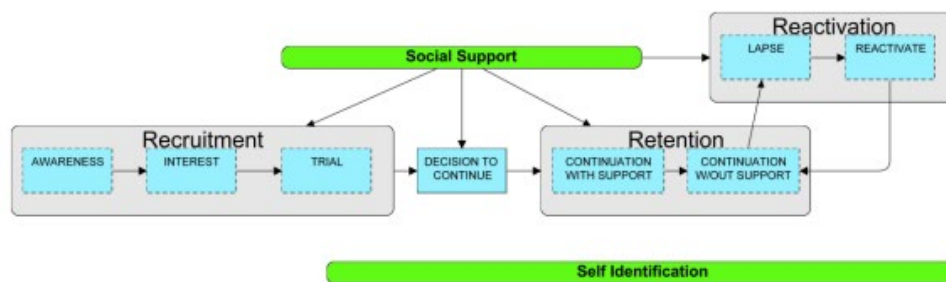 Reactivation
LAPSE
REACTIVATE
Social Support
Recruitment
AWARENESS
INTEREST
TRIAL
DECISION TO
CONTINUE
Retention
CONTINUATION
WITH SUPPORT
CONTINUATION
W/OUT SUPPORT
Self Identification